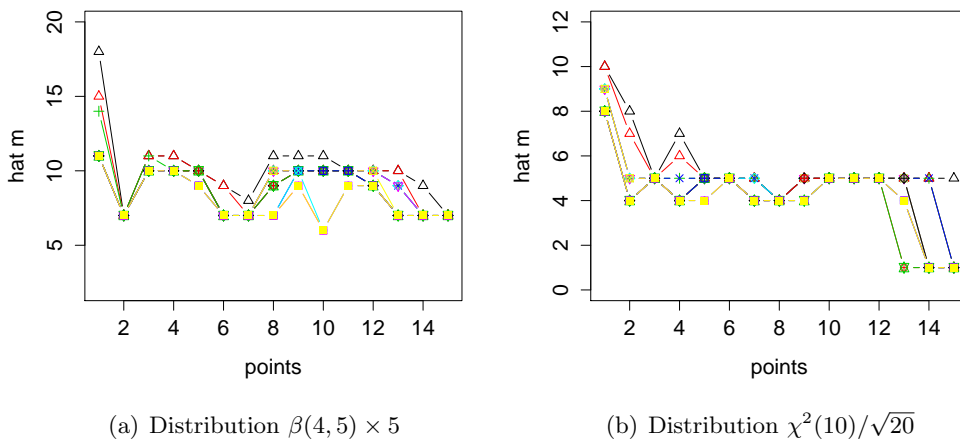 20
15
10
5
hat m
2 4 6 8 10 12 14
points
(a) Distribution β(4, 5) × 5
12
10
8
6
4
2
0
hat m
2 4 6 8 10 12 14
points
(b) Distribution χ²(10)/√20